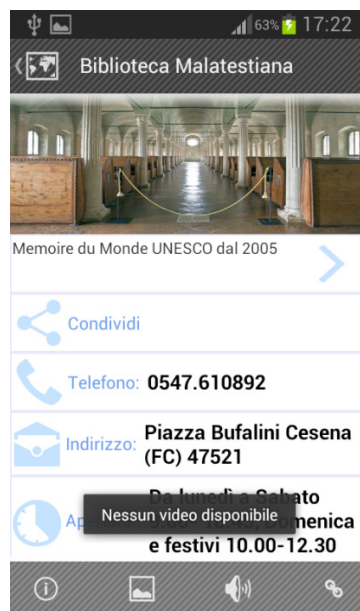 63% 17:22
Biblioteca Malatestiana
Memoire du Monde UNESCO dal 2005
Condividi
Telefono: 0547.610892
Indirizzo: Piazza Bufalini Cesena
(FC) 47521
Da lunedì a Sabato
Nessun video disponibile
e festivi 10.00-12.30